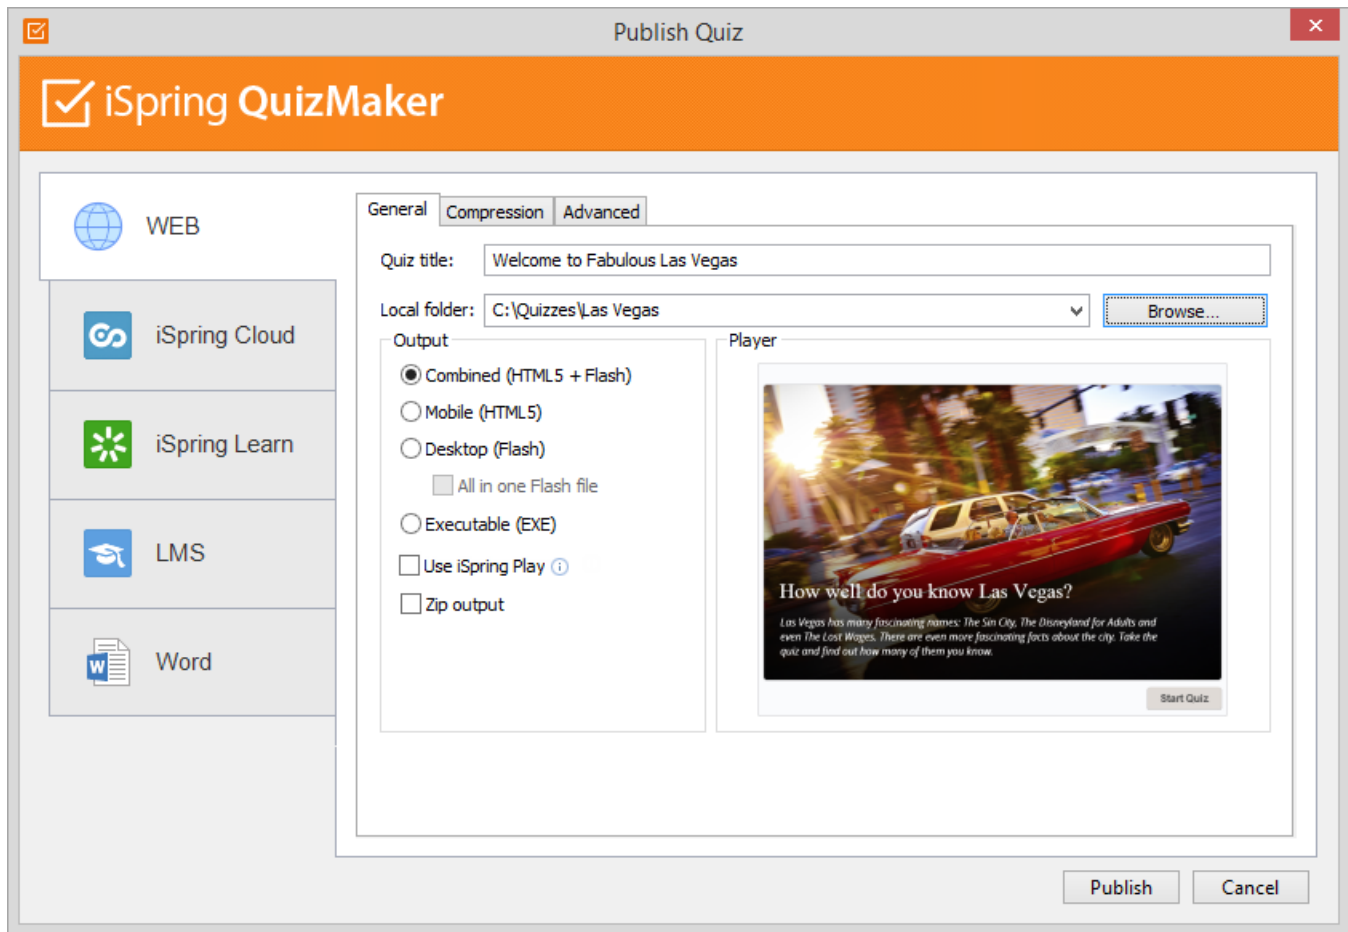 Publish Quiz
iSpring QuizMaker
WEB
iSpring Cloud
iSpring Learn
LMS
W
Word
General
Compression
Advanced
Quiz title:
Welcome to Fabulous Las Vegas
Local folder:
C:\Quizzes\Las Vegas
Browse...
Output
Combined (HTML5 + Flash)
Mobile (HTML5)
Desktop (Flash)
All in one Flash file
Executable (EXE)
Use iSpring Play
Zip output
Player
How well do you know Las Vegas?
Las Vegas has many fascinating names: The Sin City, The Disneyland for Adults and
even The Lost Wages. There are even more fascinating facts about the city. Take the
quiz and find out how many of them you know.
Start Quiz
Publish
Cancel